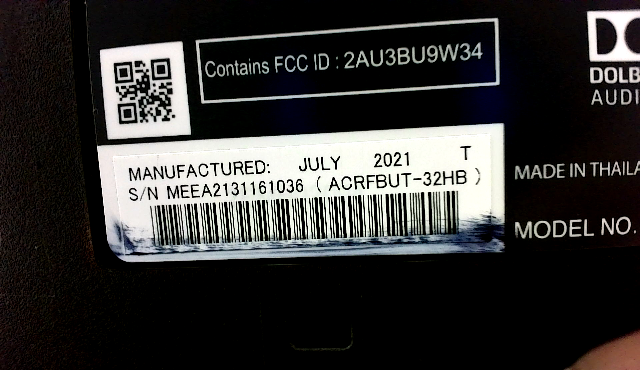 Contains FCC ID : 2AU3BU9W34
MANUFACTURED: JULY 2021 T
S/N MEEA2131161036 ( ACRFBUT-32HB )
AUDI
MADE IN THAILA
MODEL NO.
DOLB